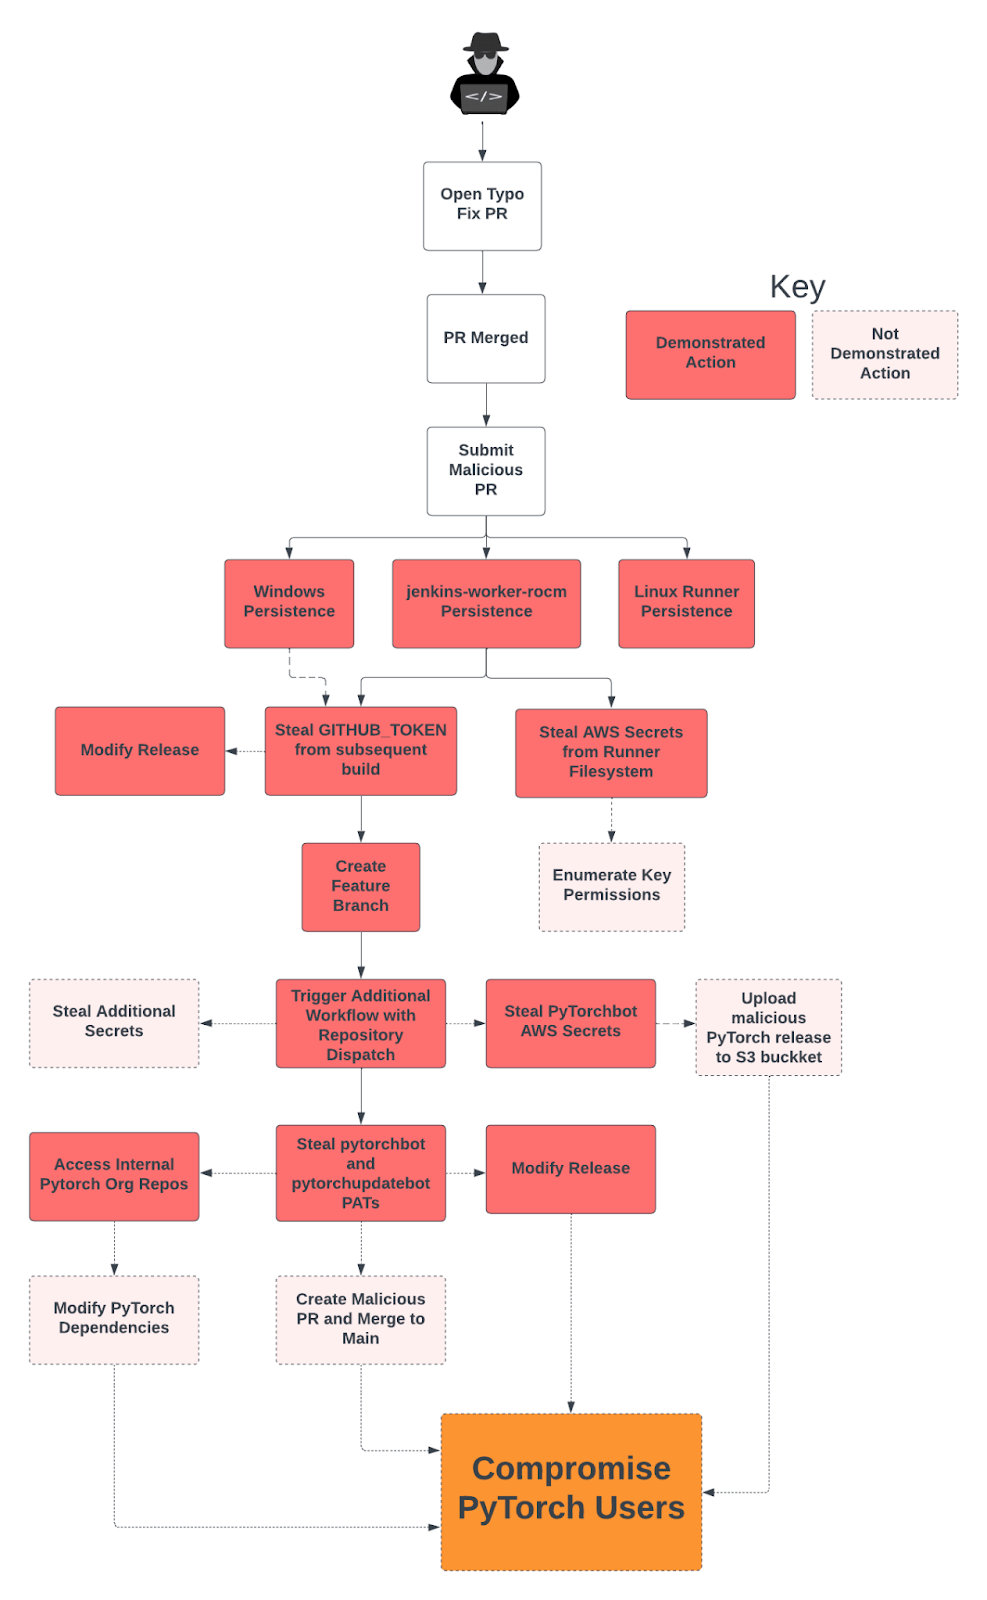 </>
Open Typo
Fix PR
Key
PR Merged
Demonstrated
Action
Not
Demonstrated
Action
Submit
Malicious
PR
Windows
Persistence
jenkins-worker-rocm
Persistence
Linux Runner
Persistence
Modify Release
Steal GITHUB_TOKEN
from subsequent
build
Steal AWS Secrets
from Runner
Filesystem
Create
Feature
Branch
Enumerate Key
Permissions
Steal Additional
Secrets
Trigger Additional
Workflow with
Repository
Dispatch
Steal PyTorchbot
AWS Secrets
Upload
malicious
PyTorch release
to S3 buckket
Access Internal
Pytorch Org Repos
Steal pytorchbot
and
pytorchupdatebot
PATs
Modify Release
Modify PyTorch
Dependencies
Create Malicious
PR and Merge to
Main
Compromise
PyTorch Users